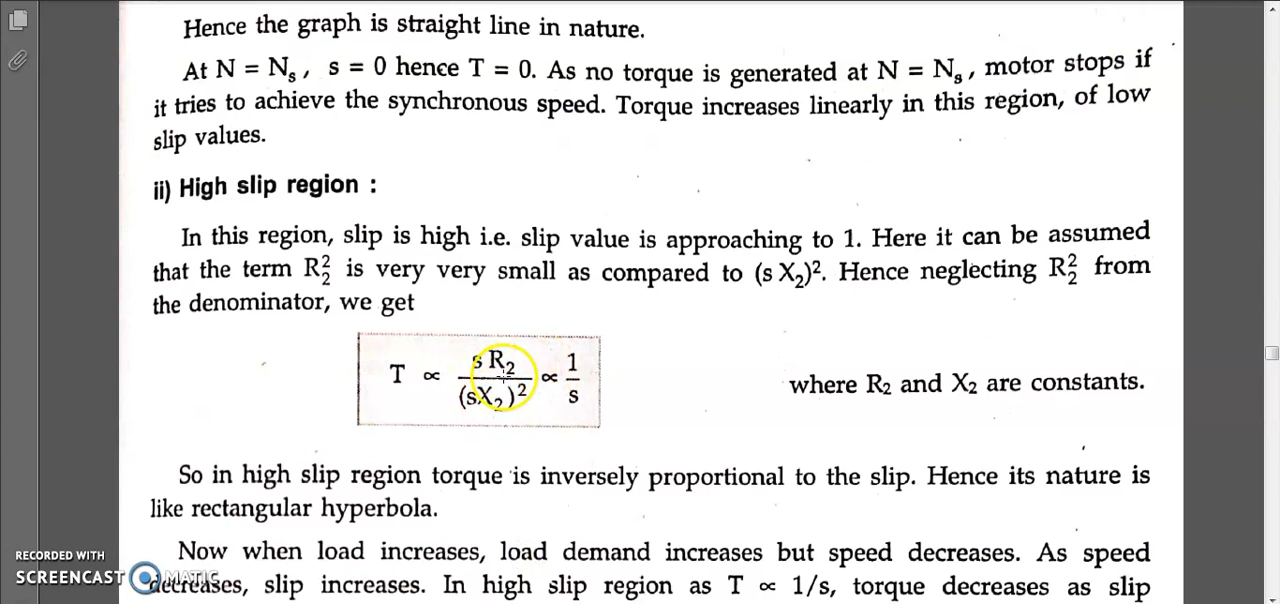 Hence the graph is straight line in nature.
At N = Nₛ, s = 0 hence T = 0. As no torque is generated at N = Nₛ, motor stops if
it tries to achieve the synchronous speed. Torque increases linearly in this region, of low
slip values.
ii) High slip region :
In this region, slip is high i.e. slip value is approaching to 1. Here it can be assumed
that the term R₂² is very very small as compared to (s X₂)². Hence neglecting R₂² from
the denominator, we get
T ∝ s R₂ / (sX₂)² ∝ 1/s where R₂ and X₂ are constants.
So in high slip region torque is inversely proportional to the slip. Hence its nature is
like rectangular hyperbola.
Now when load increases, load demand increases but speed decreases. As speed
decreases, slip increases. In high slip region as T ∝ 1/s, torque decreases as slip
RECORDED WITH
SCREENCAST MATIC